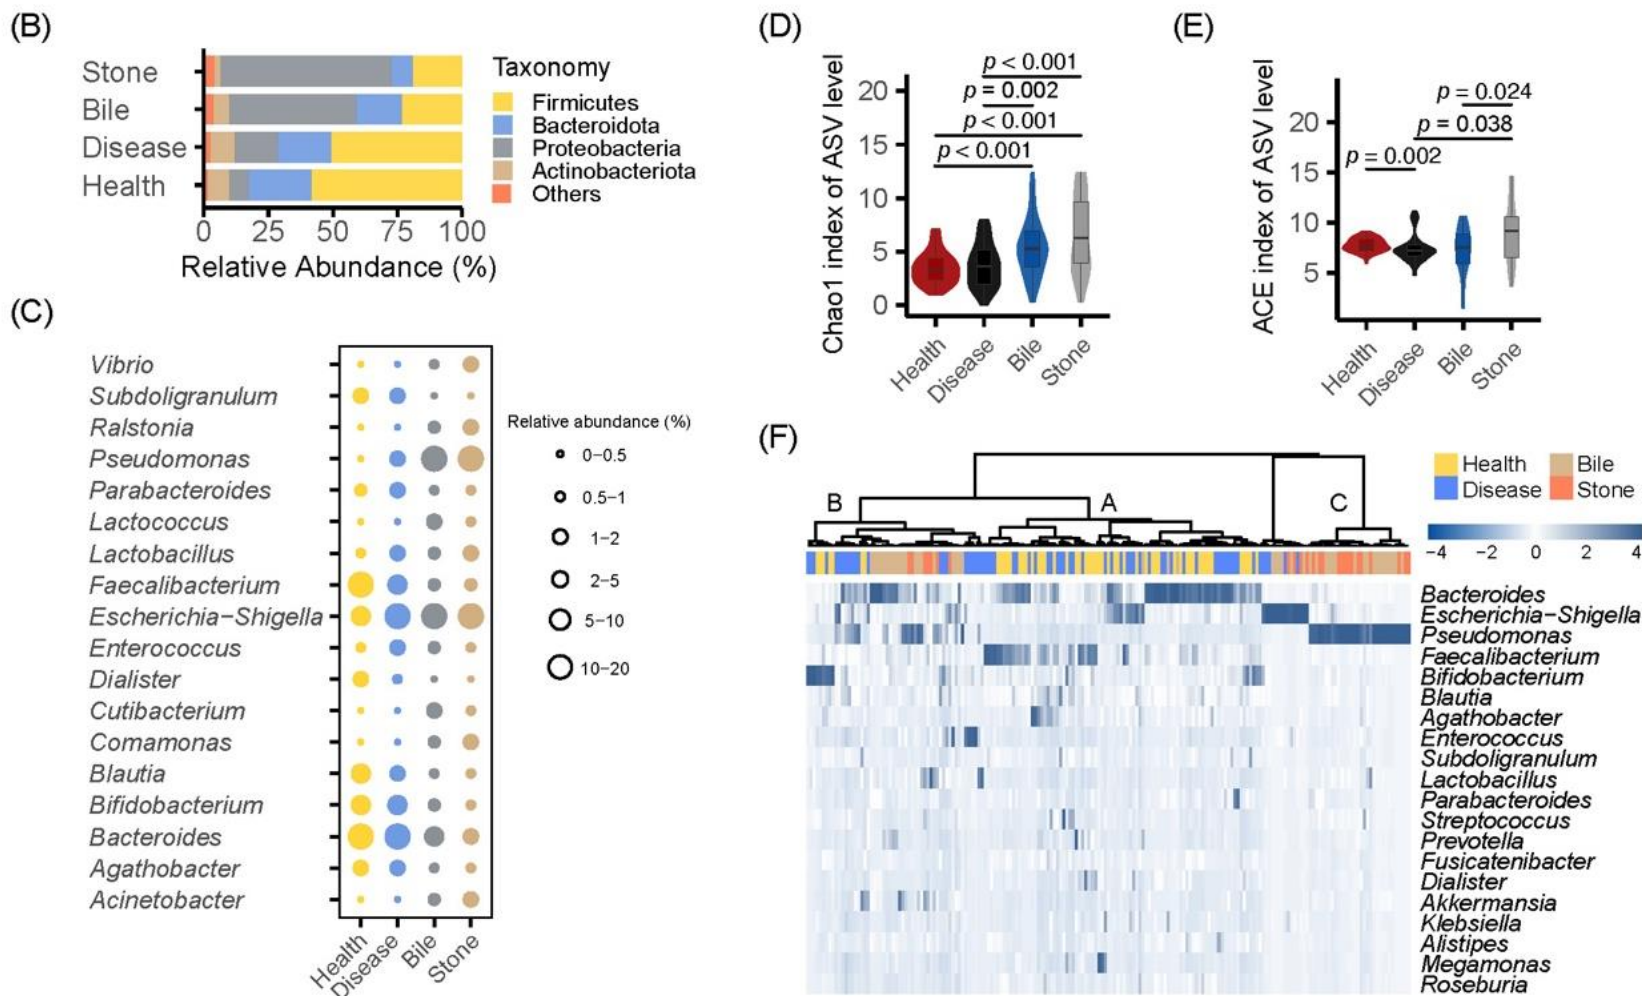 (B)
Stone
Bile
Disease
Health
0 25 50 75 100
Relative Abundance (%)
Taxonomy
Firmicutes
Bacteroidota
Proteobacteria
Actinobacteriota
Others
(C)
Vibrio
Subdoligranulum
Ralstonia
Pseudomonas
Parabacteroides
Lactococcus
Lactobacillus
Faecalibacterium
Escherichia−Shigella
Enterococcus
Dialister
Cutibacterium
Comamonas
Blautia
Bifidobacterium
Bacteroides
Agathobacter
Acinetobacter
Health
Disease
Bile
Stone
Relative abundance (%)
0−0.5
0.5−1
1−2
2−5
5−10
10−20
(D)
Chao1 index of ASV level
20
15
10
5
0
p < 0.001
p = 0.002
p < 0.001
p < 0.001
Health
Disease
Bile
Stone
(E)
ACE index of ASV level
20
15
10
5
p = 0.024
p = 0.038
p = 0.002
Health
Disease
Bile
Stone
(F)
B
A
C
Health
Bile
Disease
Stone
−4 −2 0 2 4
Bacteroides
Escherichia−Shigella
Pseudomonas
Faecalibacterium
Bifidobacterium
Blautia
Agathobacter
Enterococcus
Subdoligranulum
Lactobacillus
Parabacteroides
Streptococcus
Prevotella
Fusicatenibacter
Dialister
Akkermansia
Klebsiella
Alistipes
Megamonas
Roseburia